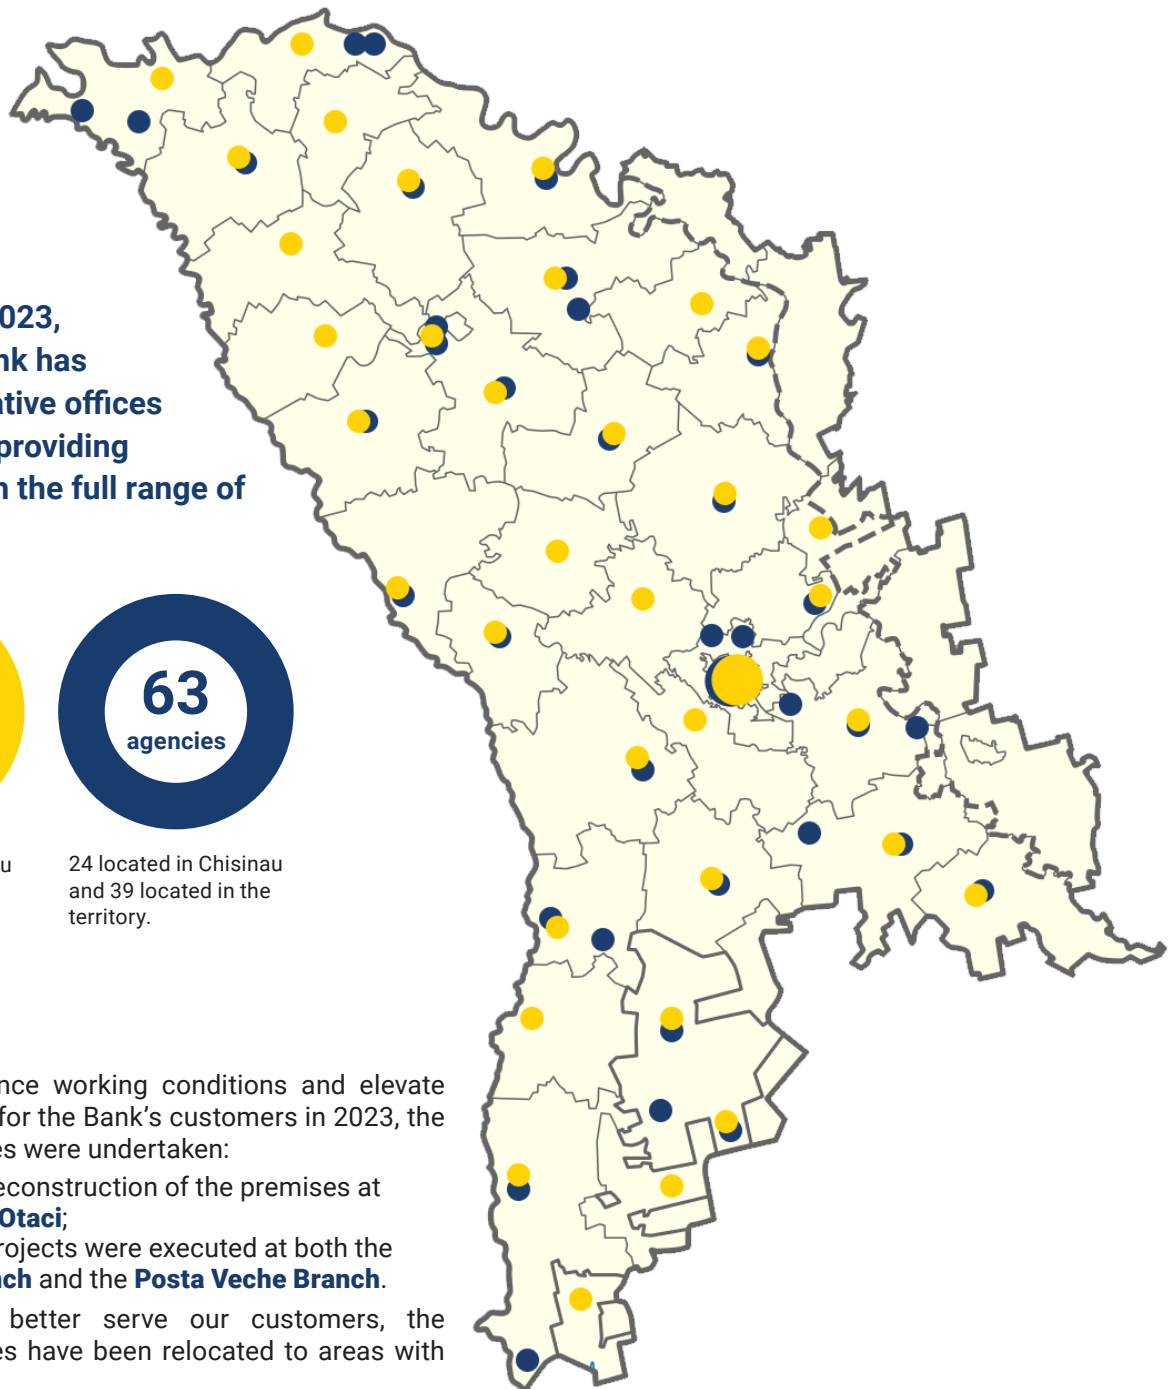 023,
nk has
ative offices
providing
n the full range of
63
agencies
u
24 located in Chisinau
and 39 located in the
territory.
nce working conditions and elevate
for the Bank's customers in 2023, the
es were undertaken:
econstruction of the premises at
Otaci;
rojects were executed at both the
nch and the Posta Veche Branch.
better serve our customers, the
es have been relocated to areas with